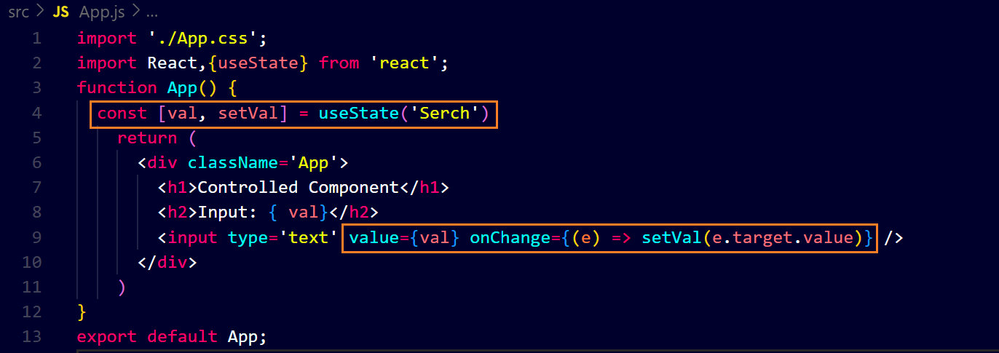 src > JS App.js > ...
1 import './App.css';
2 import React,{useState} from 'react';
3 function App() {
4 const [val, setVal] = useState('Serch')
5 return (
6 <div className='App'>
7 <h1>Controlled Component</h1>
8 <h2>Input: { val}</h2>
9 <input type='text' value={val} onChange={(e) => setVal(e.target.value)} />
10 </div>
11 )
12 }
13 export default App;